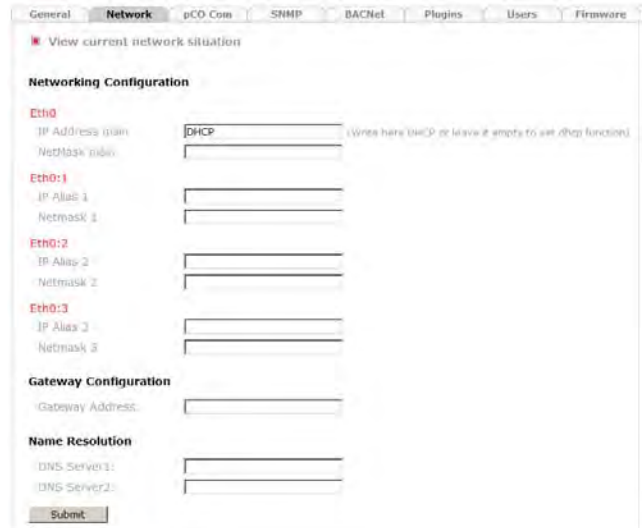 General Network pCO Com SNMP BACNet Plugins Users Firmware
View current network situation
Networking Configuration
Eth0
IP Address main DHCP (Write here DHCP or leave it empty to set dhcp function)
NetMask main
Eth0:1
IP Alias 1
Netmask 1
Eth0:2
IP Alias 2
Netmask 2
Eth0:3
IP Alias 3
Netmask 3
Gateway Configuration
Gateway Address:
Name Resolution
DNS Server1:
DNS Server2:
Submit